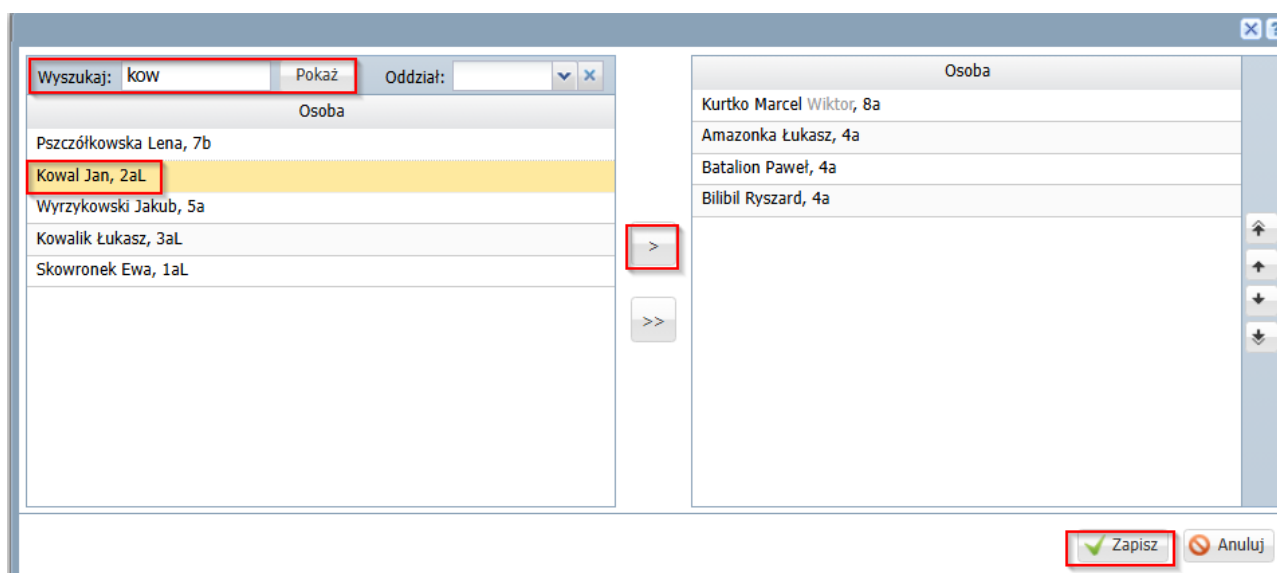 Wyszukaj: kow Pokaż Oddział:
Osoba
Pszczółkowska Lena, 7b
Kowal Jan, 2aL
Wyrzykowski Jakub, 5a
Kowalik Łukasz, 3aL
Skowronek Ewa, 1aL
>
>>
Osoba
Kurtko Marcel Wiktor, 8a
Amazonka Łukasz, 4a
Batalion Paweł, 4a
Bilibil Ryszard, 4a
Zapisz Anuluj